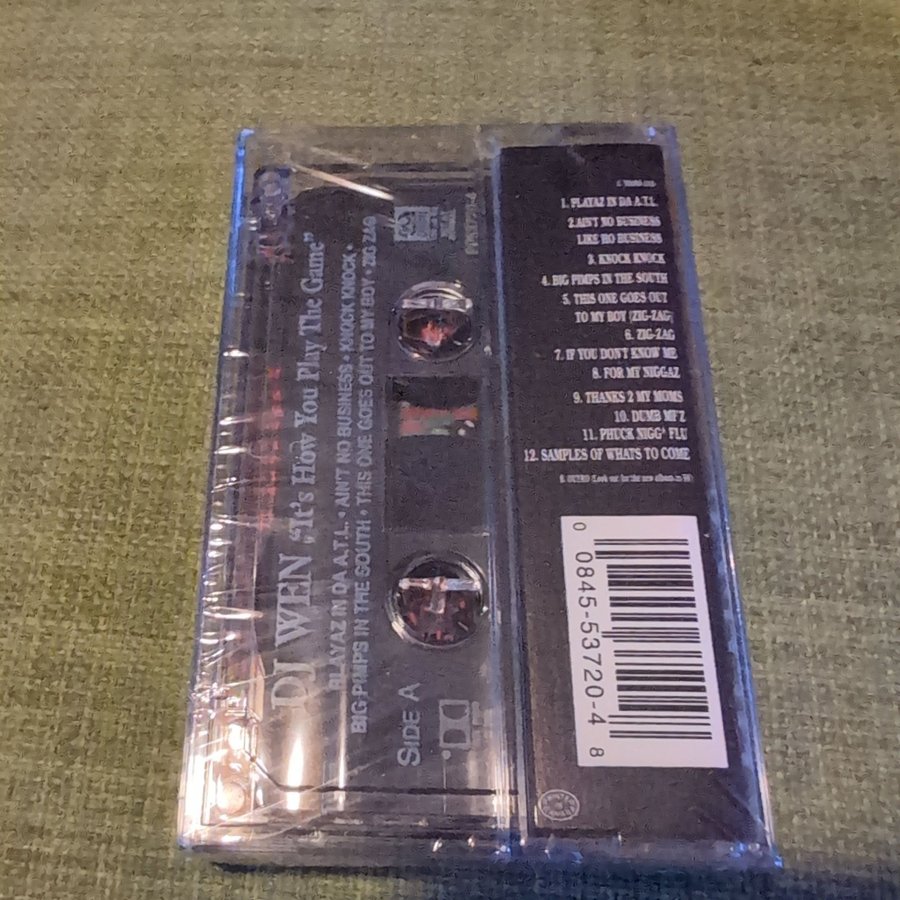 DJ WEN "It's How You Play The Game"
PLAYAZ IN DA A.T.L. • AIN'T NO BUSINESS • KNOCK KNOCK •
BIG PIMPS IN THE SOUTH • THIS ONE GOES OUT TO MY BOY • ZIG ZAG
SIDE A
1. PLAYAZ IN DA A.T.L.
2. AIN'T NO BUSINESS
LIKE HO BUSINESS
3. KNOCK KNOCK
4. BIG PIMPS IN THE SOUTH
5. THIS ONE GOES OUT
TO MY BOY (ZIG-ZAG)
6. ZIG-ZAG
7. IF YOU DON'T KNOW ME
8. FOR MY NIGGAZ
9. THANKS 2 MY MOMS
10. DUMB MF'Z
11. PHUCK NIGG^ FLU
12. SAMPLES OF WHATS TO COME
0 0845-53720-4 8